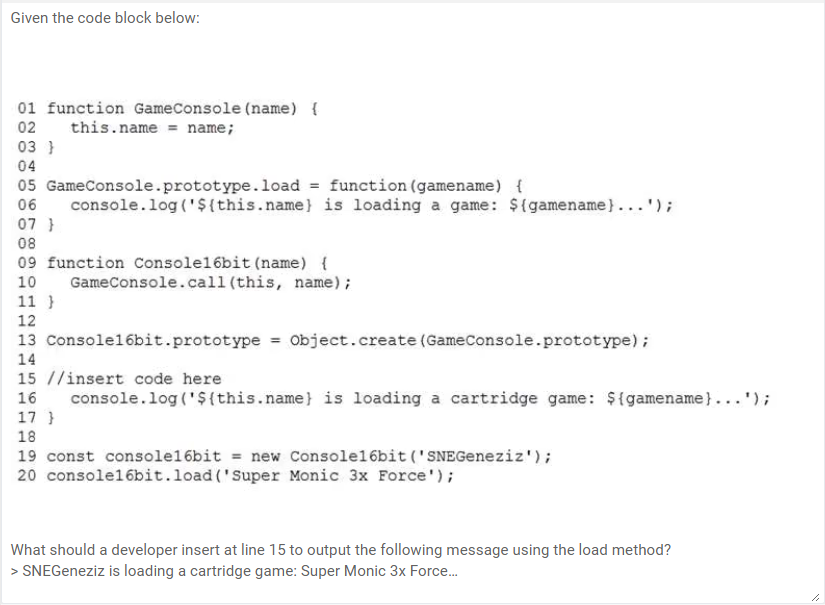 Given the code block below:
01 function GameConsole(name) {
02 this.name = name;
03 }
04
05 GameConsole.prototype.load = function(gamename) {
06 console.log('${this.name} is loading a game: ${gamename}...');
07 }
08
09 function Console16bit(name) {
10 GameConsole.call(this, name);
11 }
12
13 Console16bit.prototype = Object.create(GameConsole.prototype);
14
15 //insert code here
16 console.log('${this.name} is loading a cartridge game: ${gamename}...');
17 }
18
19 const console16bit = new Console16bit('SNEGeneziz');
20 console16bit.load('Super Monic 3x Force');
What should a developer insert at line 15 to output the following message using the load method?
> SNEGeneziz is loading a cartridge game: Super Monic 3x Force...